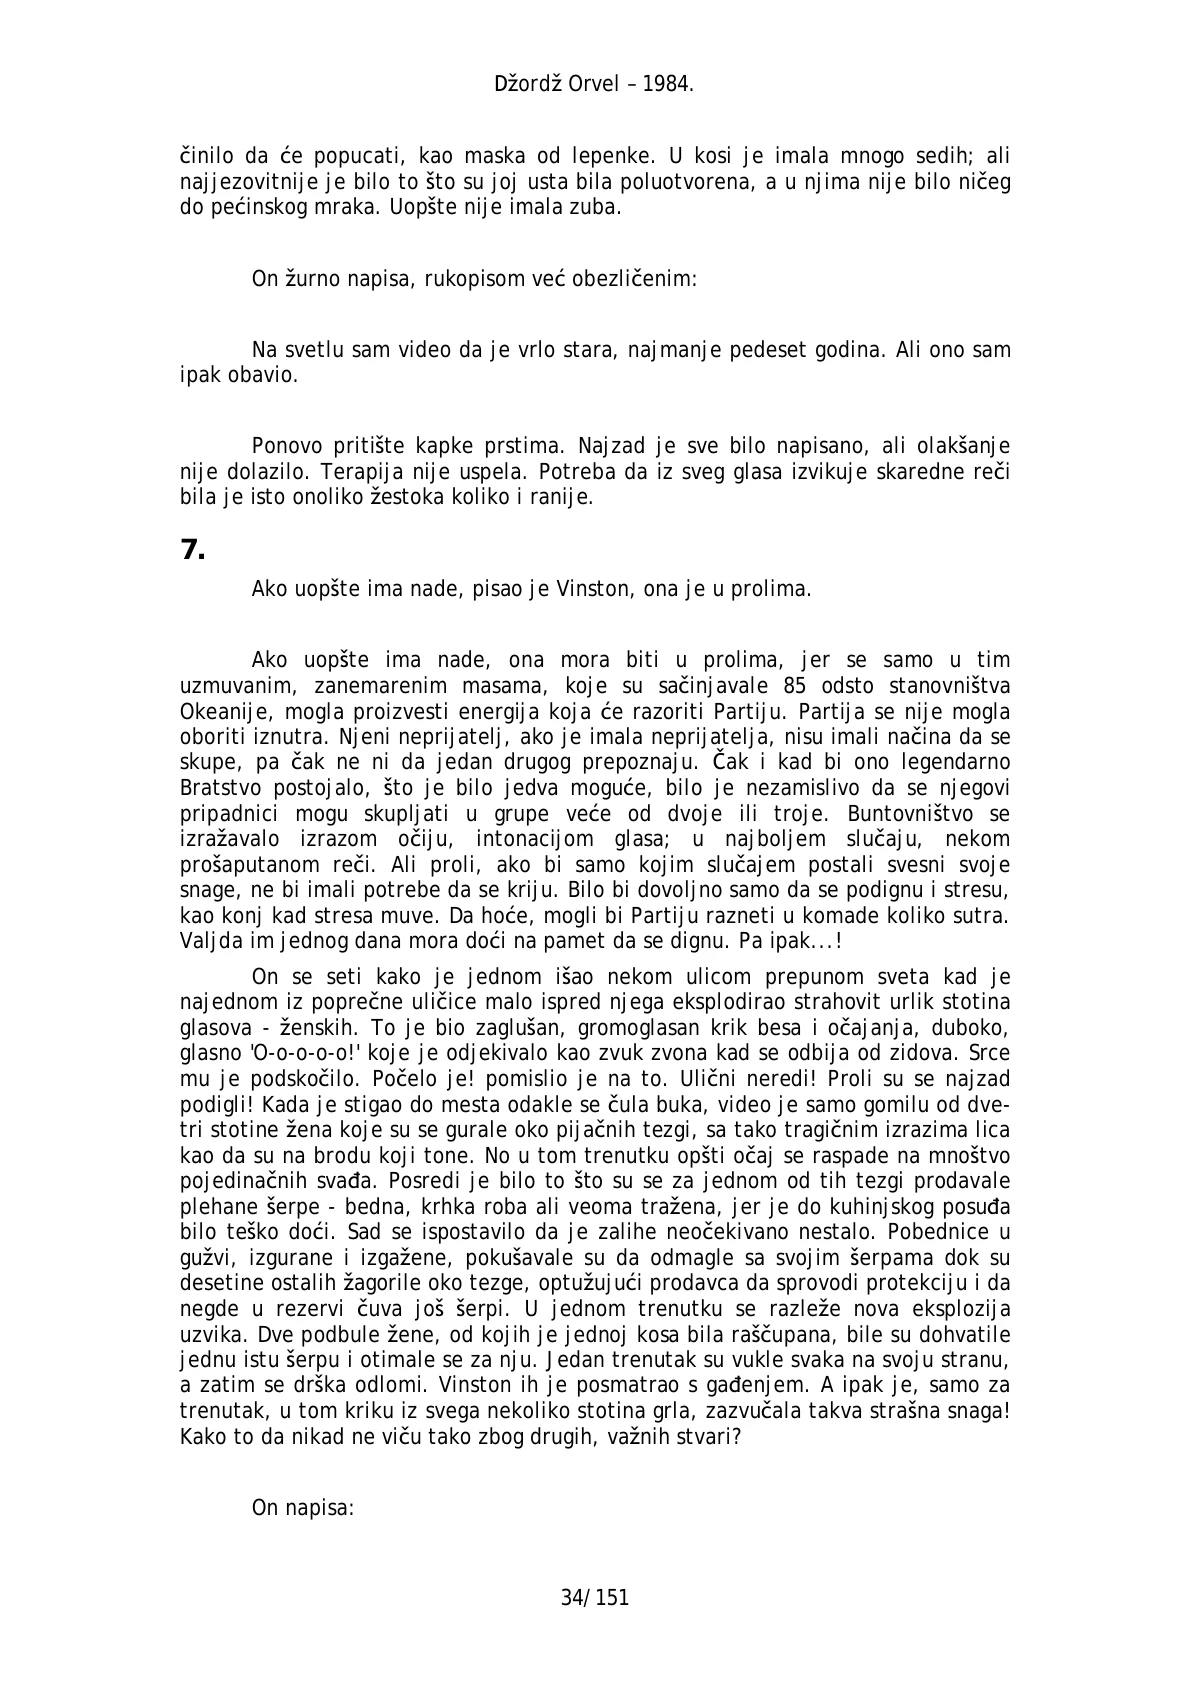 Džordž Orvel – 1984.
činilo da će popucati, kao maska od lepenke. U kosi je imala mnogo sedih; ali
najjezovitnije je bilo to što su joj usta bila poluotvorena, a u njima nije bilo ničeg
do pećinskog mraka. Uopšte nije imala zuba.
On žurno napisa, rukopisom već obezličenim:
Na svetlu sam video da je vrlo stara, najmanje pedeset godina. Ali ono sam
ipak obavio.
Ponovo pritište kapke prstima. Najzad je sve bilo napisano, ali olakšanje
nije dolazilo. Terapija nije uspela. Potreba da iz sveg glasa izvikuje skaredne reči
bila je isto onoliko žestoka koliko i ranije.
7.
Ako uopšte ima nade, pisao je Vinston, ona je u prolima.
Ako uopšte ima nade, ona mora biti u prolima, jer se samo u tim
uzmuvanim, zanemarenim masama, koje su sačinjavale 85 odsto stanovništva
Okeanije, mogla proizvesti energija koja će razoriti Partiju. Partija se nije mogla
oboriti iznutra. Njeni neprijatelj, ako je imala neprijatelja, nisu imali načina da se
skupe, pa čak ne ni da jedan drugog prepoznaju. Čak i kad bi ono legendarno
Bratstvo postojalo, što je bilo jedva moguće, bilo je nezamislivo da se njegovi
pripadnici mogu skupljati u grupe veće od dvoje ili troje. Buntovništvo se
izražavalo izrazom očiju, intonacijom glasa; u najboljem slučaju, nekom
prošaputanom reči. Ali proli, ako bi samo kojim slučajem postali svesni svoje
snage, ne bi imali potrebe da se kriju. Bilo bi dovoljno samo da se podignu i stresu,
kao konj kad stresa muve. Da hoće, mogli bi Partiju razneti u komade koliko sutra.
Valjda im jednog dana mora doći na pamet da se dignu. Pa ipak...!
On se seti kako je jednom išao nekom ulicom prepunom sveta kad je
najednom iz poprečne uličice malo ispred njega eksplodirao strahovit urlik stotina
glasova - ženskih. To je bio zaglušan, gromoglasan krik besa i očajanja, duboko,
glasno 'O-o-o-o-o!' koje je odjekivalo kao zvuk zvona kad se odbija od zidova. Srce
mu je podskočilo. Počelo je! pomislio je na to. Ulični neredi! Proli su se najzad
podigli! Kada je stigao do mesta odakle se čula buka, video je samo gomilu od dve-
tri stotine žena koje su se gurale oko pijačnih tezgi, sa tako tragičnim izrazima lica
kao da su na brodu koji tone. No u tom trenutku opšti očaj se raspade na mnoštvo
pojedinačnih svađa. Posredi je bilo to što su se za jednom od tih tezgi prodavale
plehane šerpe - bedna, krhka roba ali veoma tražena, jer je do kuhinjskog posuđa
bilo teško doći. Sad se ispostavilo da je zalihe neočekivano nestalo. Pobednice u
gužvi, izgurane i izgažene, pokušavale su da odmagle sa svojim šerpama dok su
desetine ostalih žagorile oko tezge, optužujući prodavca da sprovodi protekciju i da
negde u rezervi čuva još šerpi. U jednom trenutku se razleže nova eksplozija
uzvika. Dve podbule žene, od kojih je jednoj kosa bila raščupana, bile su dohvatile
jednu istu šerpu i otimale se za nju. Jedan trenutak su vukle svaka na svoju stranu,
a zatim se drška odlomi. Vinston ih je posmatrao s gađenjem. A ipak je, samo za
trenutak, u tom kriku iz svega nekoliko stotina grla, zazvučala takva strašna snaga!
Kako to da nikad ne viču tako zbog drugih, važnih stvari?
On napisa:
34/151